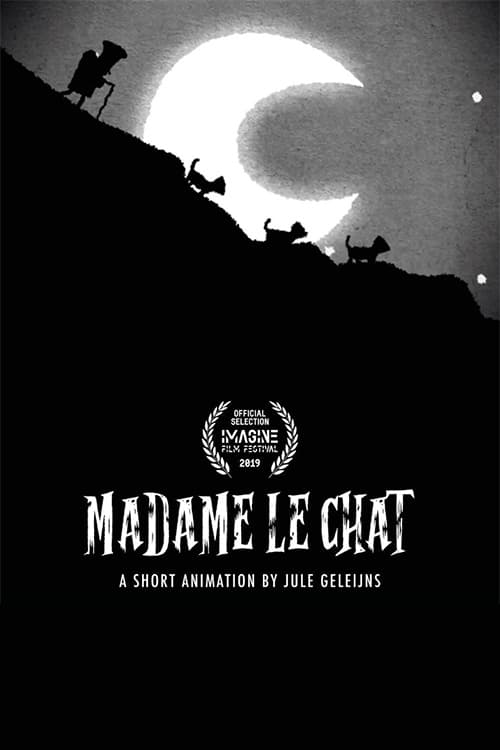 OFFICIAL
SELECTION
IMAGINE
FILM FESTIVAL
2019
MADAME LE CHAT
A SHORT ANIMATION BY JULE GELEIJNS